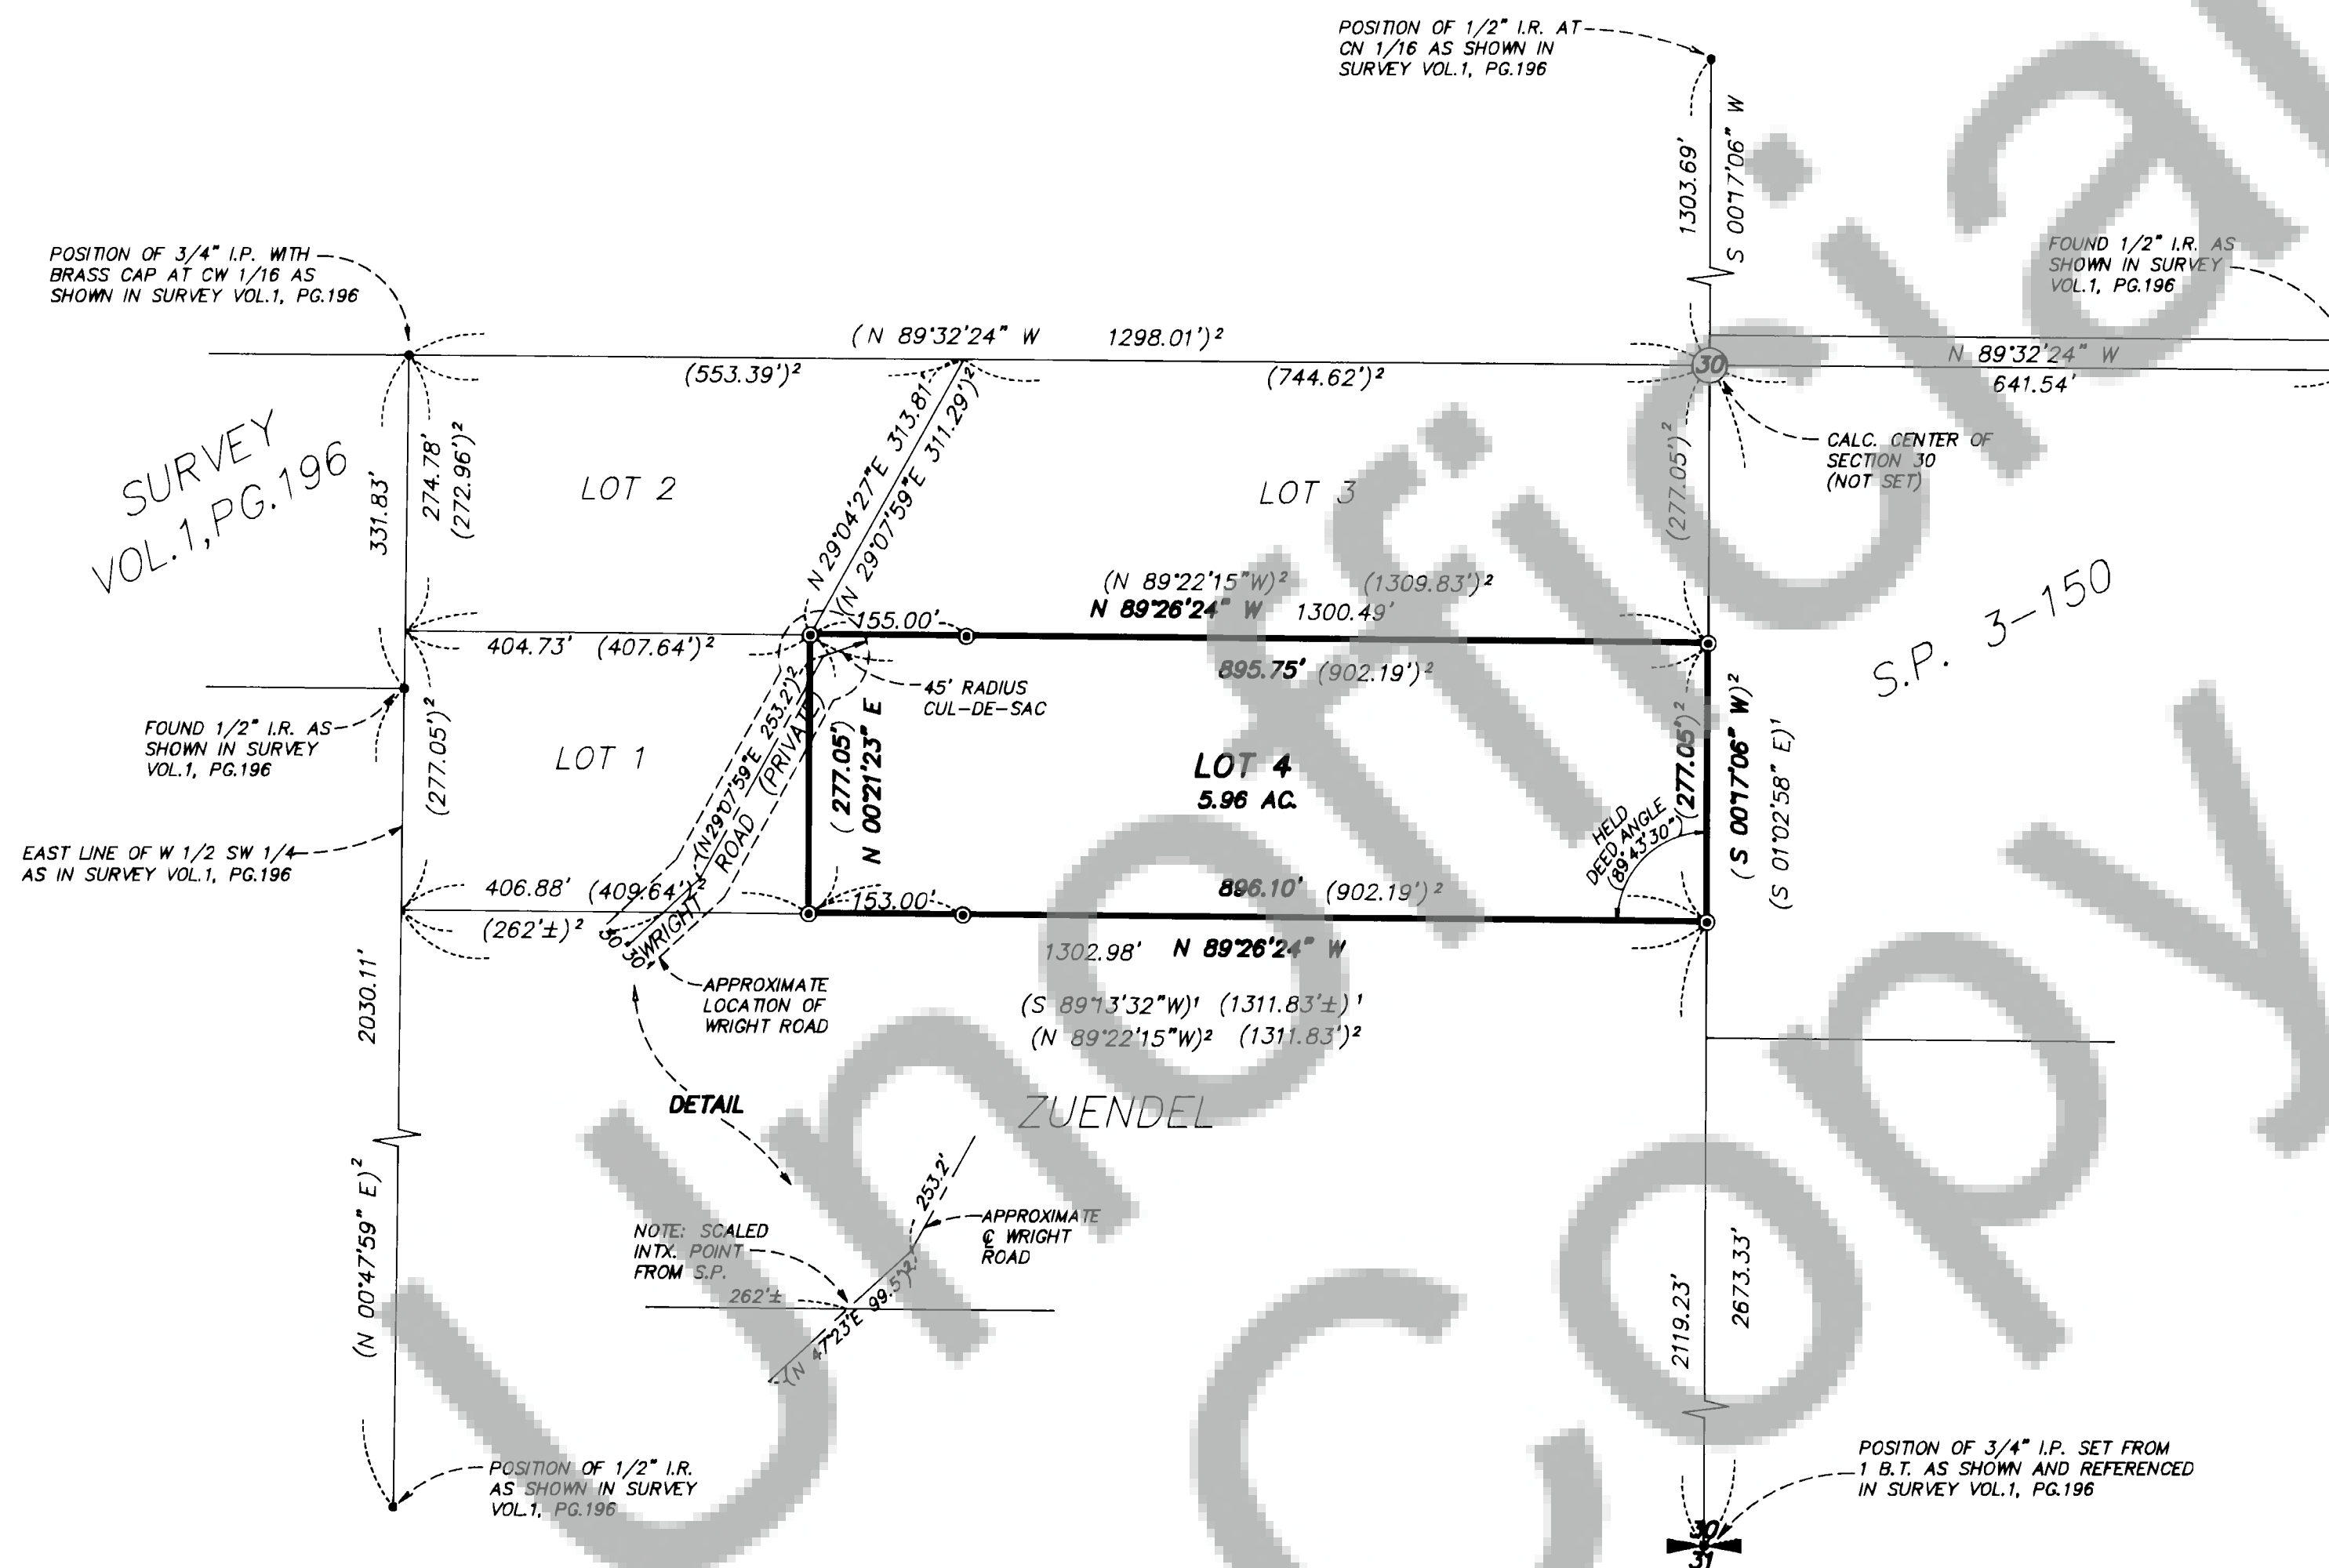 POSITION OF 1/2" I.R. AT
CN 1/16 AS SHOWN IN
SURVEY VOL.1, PG.196
1303.69'
S 00°17'06" W
POSITION OF 3/4" I.P. WITH
BRASS CAP AT CW 1/16 AS
SHOWN IN SURVEY VOL.1, PG.196
FOUND 1/2" I.R. AS
SHOWN IN SURVEY
VOL.1, PG.196
(N 89°32'24" W 1298.01')²
(553.39')²
(744.62')²
30
N 89°32'24" W
641.54'
CALC. CENTER OF
SECTION 30
(NOT SET)
SURVEY
VOL.1,PG.196
331.83'
274.78'
(272.96')²
LOT 2
N 29°04'27"E 313.81'
(N 29°07'59"E 311.29')²
LOT 3
(277.05')²
(N 89°22'15"W)² (1309.83')²
N 89°26'24" W 1300.49'
S.P. 3-150
404.73' (407.64')²
155.00'
895.75' (902.19')²
45' RADIUS
CUL-DE-SAC
FOUND 1/2" I.R. AS
SHOWN IN SURVEY
VOL.1, PG.196
(277.05')²
LOT 1
(N29°07'59"E 253.2')²
WRIGHT ROAD (PRIVATE)
(277.05')
N 00°21'23" E
LOT 4
5.96 AC.
HELD
DEED ANGLE
(89°43'30")
(277.05')²
(S 00°17'06" W)²
(S 01°02'58" E)¹
EAST LINE OF W 1/2 SW 1/4
AS IN SURVEY VOL.1, PG.196
406.88' (409.64')²
(262'±)²
30'
30'
153.00'
896.10' (902.19')²
1302.98' N 89°26'24" W
(S 89°13'32"W)¹ (1311.83'±)¹
(N 89°22'15"W)² (1311.83')²
APPROXIMATE
LOCATION OF
WRIGHT ROAD
2030.11'
(N 00°47'59" E)²
DETAIL
ZUENDEL
253.2'
APPROXIMATE
℄ WRIGHT
ROAD
NOTE: SCALED
INTX. POINT
FROM S.P.
262'±
(N 47°23'E 99.5')²
2119.23'
2673.33'
POSITION OF 1/2" I.R.
AS SHOWN IN SURVEY
VOL.1, PG.196
POSITION OF 3/4" I.P. SET FROM
1 B.T. AS SHOWN AND REFERENCED
IN SURVEY VOL.1, PG.196
30
31
Unofficial
Copy